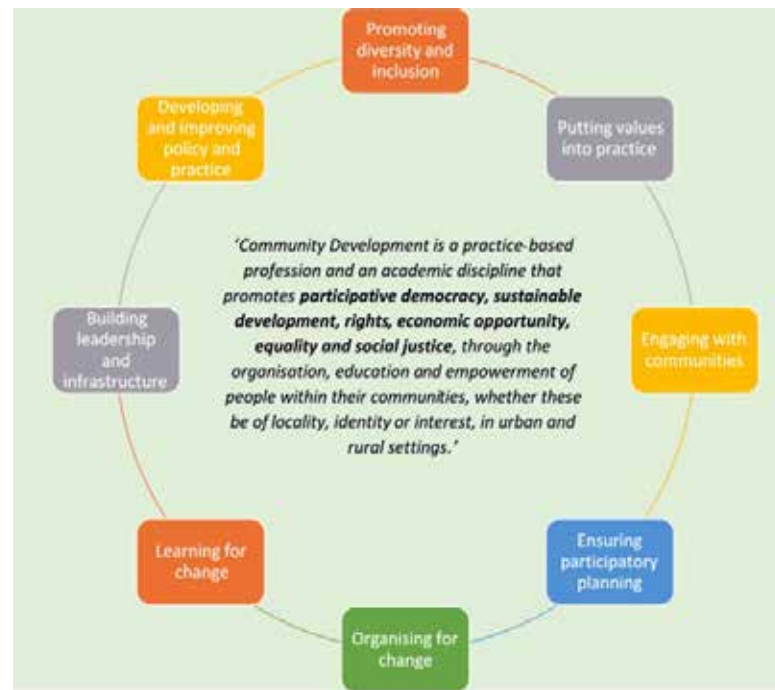 Promoting
diversity and
inclusion
Putting values
into practice
Engaging with
communities
Ensuring
participatory
planning
Organising for
change
Learning for
change
Building
leadership
and
infrastructure
Developing
and improving
policy and
practice
‘Community Development is a practice-based
profession and an academic discipline that
promotes participative democracy, sustainable
development, rights, economic opportunity,
equality and social justice, through the
organisation, education and empowerment of
people within their communities, whether these
be of locality, identity or interest, in urban and
rural settings.’